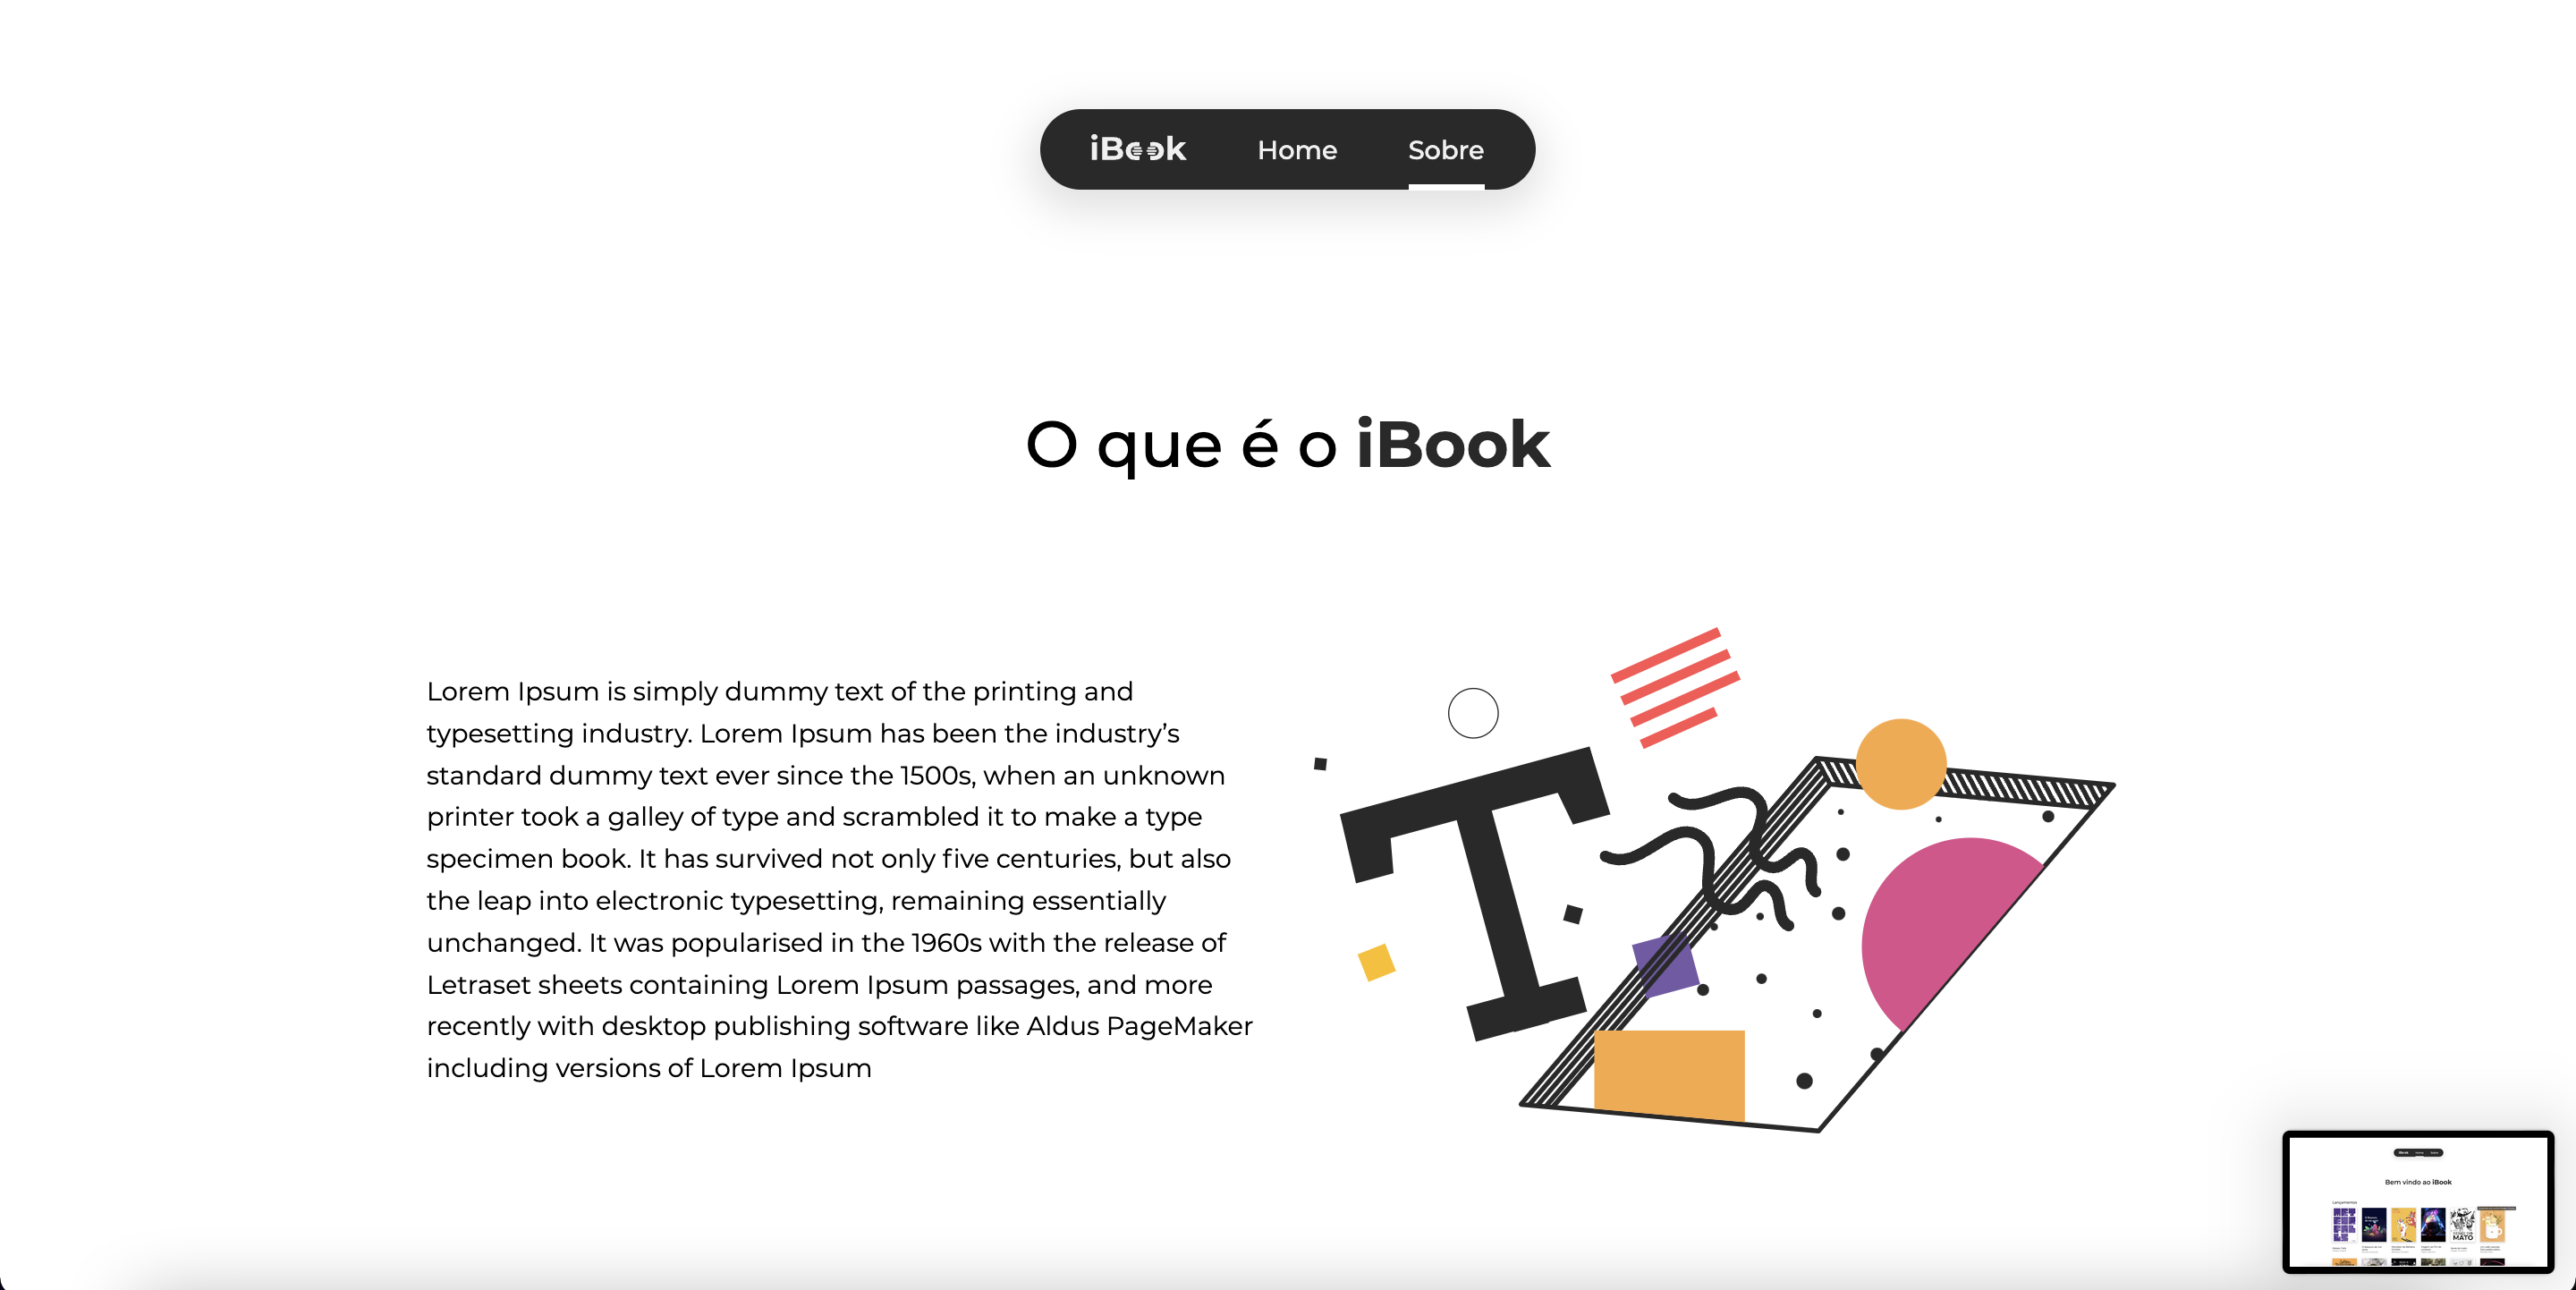 iBook Home Sobre
O que é o iBook
Lorem Ipsum is simply dummy text of the printing and
typesetting industry. Lorem Ipsum has been the industry’s
standard dummy text ever since the 1500s, when an unknown
printer took a galley of type and scrambled it to make a type
specimen book. It has survived not only five centuries, but also
the leap into electronic typesetting, remaining essentially
unchanged. It was popularised in the 1960s with the release of
Letraset sheets containing Lorem Ipsum passages, and more
recently with desktop publishing software like Aldus PageMaker
including versions of Lorem Ipsum
T
Bem vindo ao iBook
Lançamentos
MATO